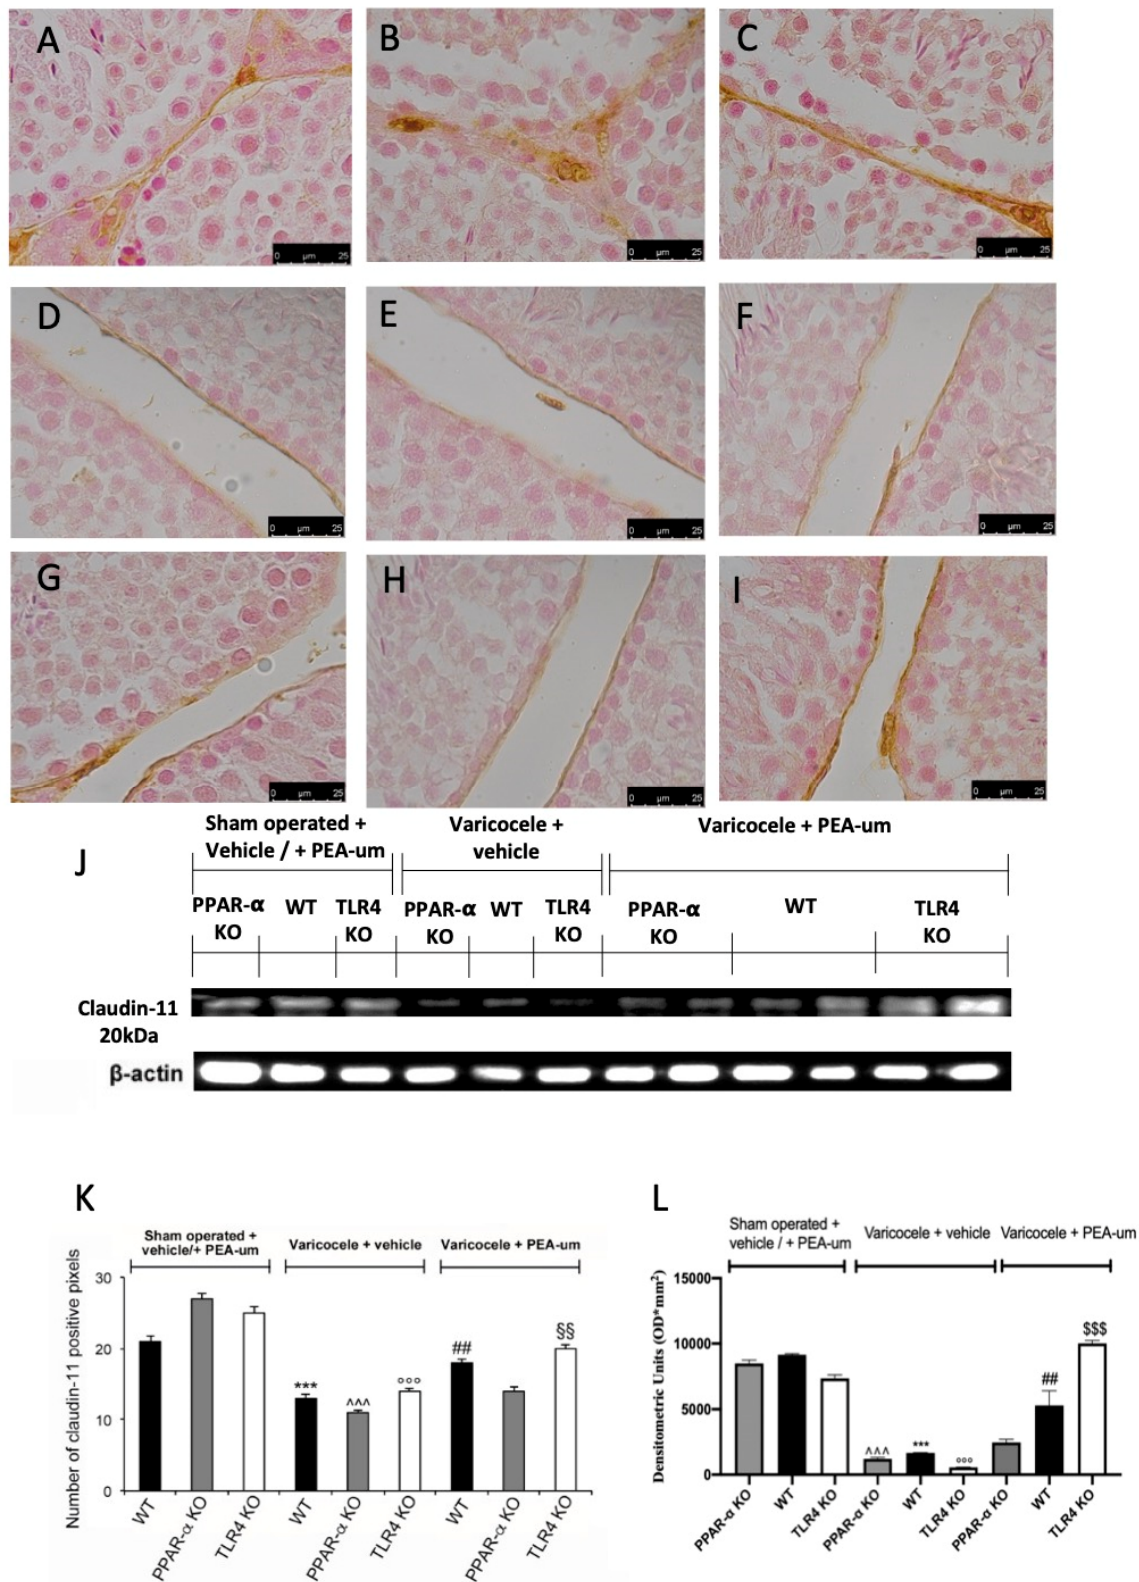 A
B
C
0 µm 25
0 µm 25
0 µm 25
D
E
F
0 µm 25
0 µm 25
0 µm 25
G
H
I
0 µm 25
0 µm 25
0 µm 25
J
Sham operated +
Vehicle / + PEA-um
Varicocele +
vehicle
Varicocele + PEA-um
PPAR-α
KO
WT
TLR4
KO
PPAR-α
KO
WT
TLR4
KO
PPAR-α
KO
WT
TLR4
KO
Claudin-11
20kDa
β-actin
K
Sham operated +
vehicle/+ PEA-um
Varicocele + vehicle
Varicocele + PEA-um
Number of claudin-11 positive pixels
30
20
10
0
***
^^^
°°°
##
§§
WT
PPAR-α KO
TLR4 KO
WT
PPAR-α KO
TLR4 KO
WT
PPAR-α KO
TLR4 KO
L
Sham operated +
vehicle / + PEA-um
Varicocele + vehicle
Varicocele + PEA-um
Densitometric Units (OD*mm²)
15000
10000
5000
0
^^^
***
°°°
##
$$$
PPAR-α KO
WT
TLR4 KO
PPAR-α KO
WT
TLR4 KO
PPAR-α KO
WT
TLR4 KO